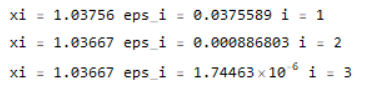 xi = 1.03756 eps_i = 0.0375589 i = 1
xi = 1.03667 eps_i = 0.000886803 i = 2
xi = 1.03667 eps_i = 1.74463×10⁻⁶ i = 3